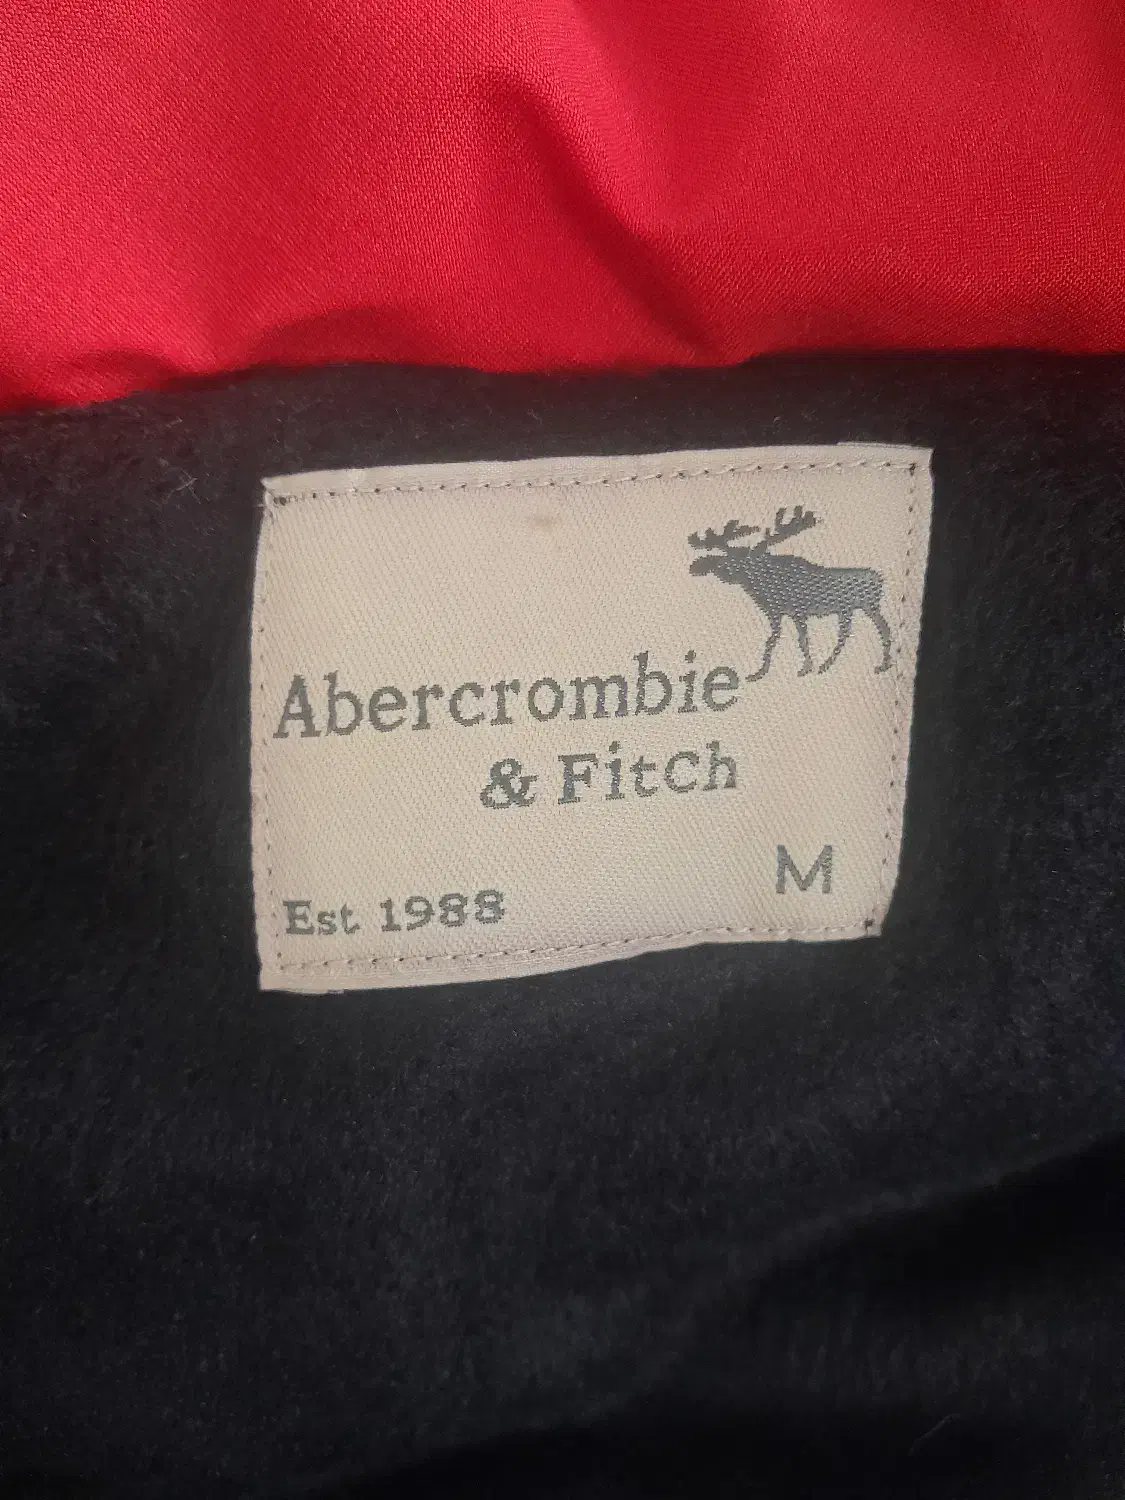 Abercrombie
& Fitch
M
Est 1988